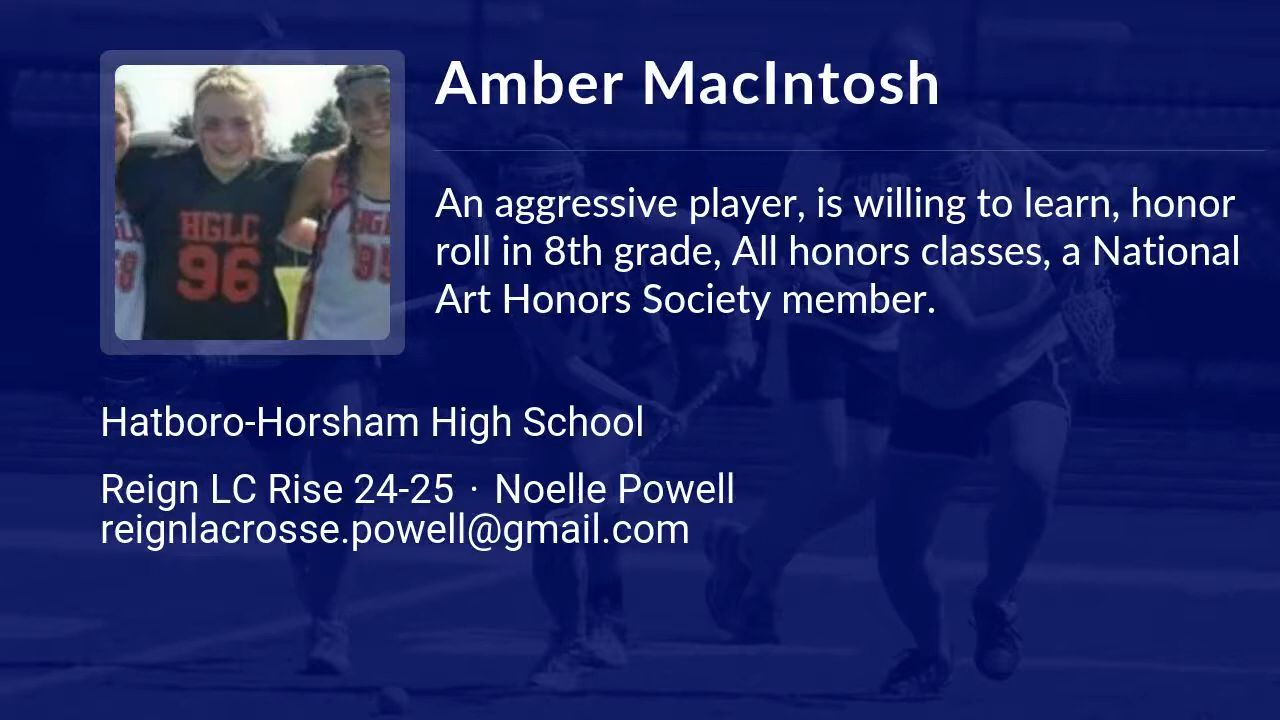 Amber MacIntosh
An aggressive player, is willing to learn, honor
roll in 8th grade, All honors classes, a National
Art Honors Society member.
HGLC
96
95
Hatboro-Horsham High School
Reign LC Rise 24-25 · Noelle Powell
reignlacrosse.powell@gmail.com